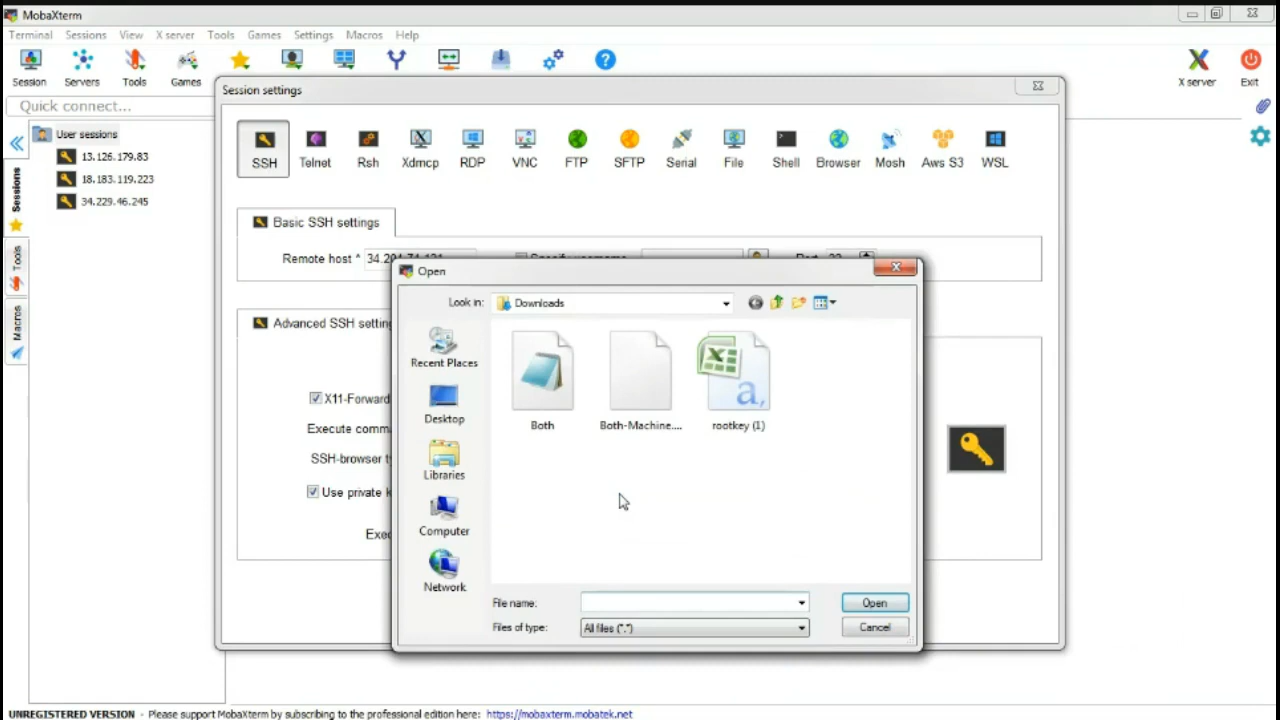 MobaXterm
Terminal Sessions View X server Tools Games Settings Macros Help
Session Servers Tools Games X server Exit
Quick connect...
Session settings
User sessions
13.126.179.83
18.183.119.223
34.229.46.245
Sessions
Tools
Macros
SSH Telnet Rsh Xdmcp RDP VNC FTP SFTP Serial File Shell Browser Mosh Aws S3 WSL
Basic SSH settings
Remote host *
Open
Advanced SSH setting
X11-Forward
Execute comma
SSH-browser ty
Use private k
Exec
Look in: Downloads
Recent Places
Desktop
Libraries
Computer
Network
Both Both-Machine.... rootkey (1)
a,
File name: Open
Files of type: All files (*.*) Cancel
UNREGISTERED VERSION - Please support MobaXterm by subscribing to the professional edition here: https://mobaxterm.mobatek.net